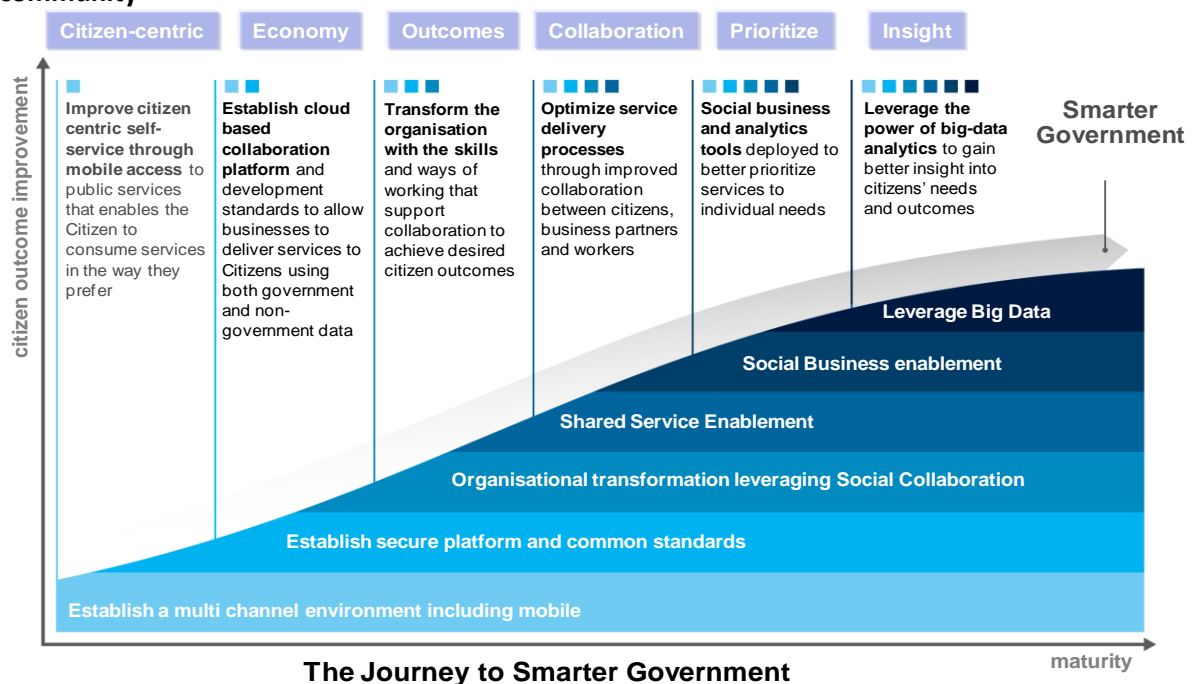 community
Citizen-centric
Economy
Outcomes
Collaboration
Prioritize
Insight
citizen outcome improvement
Improve citizen
centric self-
service through
mobile access to
public services
that enables the
Citizen to
consume services
in the way they
prefer
Establish cloud
based
collaboration
platform and
development
standards to allow
businesses to
deliver services to
Citizens using
both government
and non-
government data
Transform the
organisation
with the skills
and ways of
working that
support
collaboration to
achieve desired
citizen outcomes
Optimize service
delivery
processes
through improved
collaboration
between citizens,
business partners
and workers
Social business
and analytics
tools deployed to
better prioritize
services to
individual needs
Leverage the
power of big-data
analytics to gain
better insight into
citizens' needs
and outcomes
Smarter
Government
Leverage Big Data
Social Business enablement
Shared Service Enablement
Organisational transformation leveraging Social Collaboration
Establish secure platform and common standards
Establish a multi channel environment including mobile
maturity
The Journey to Smarter Government